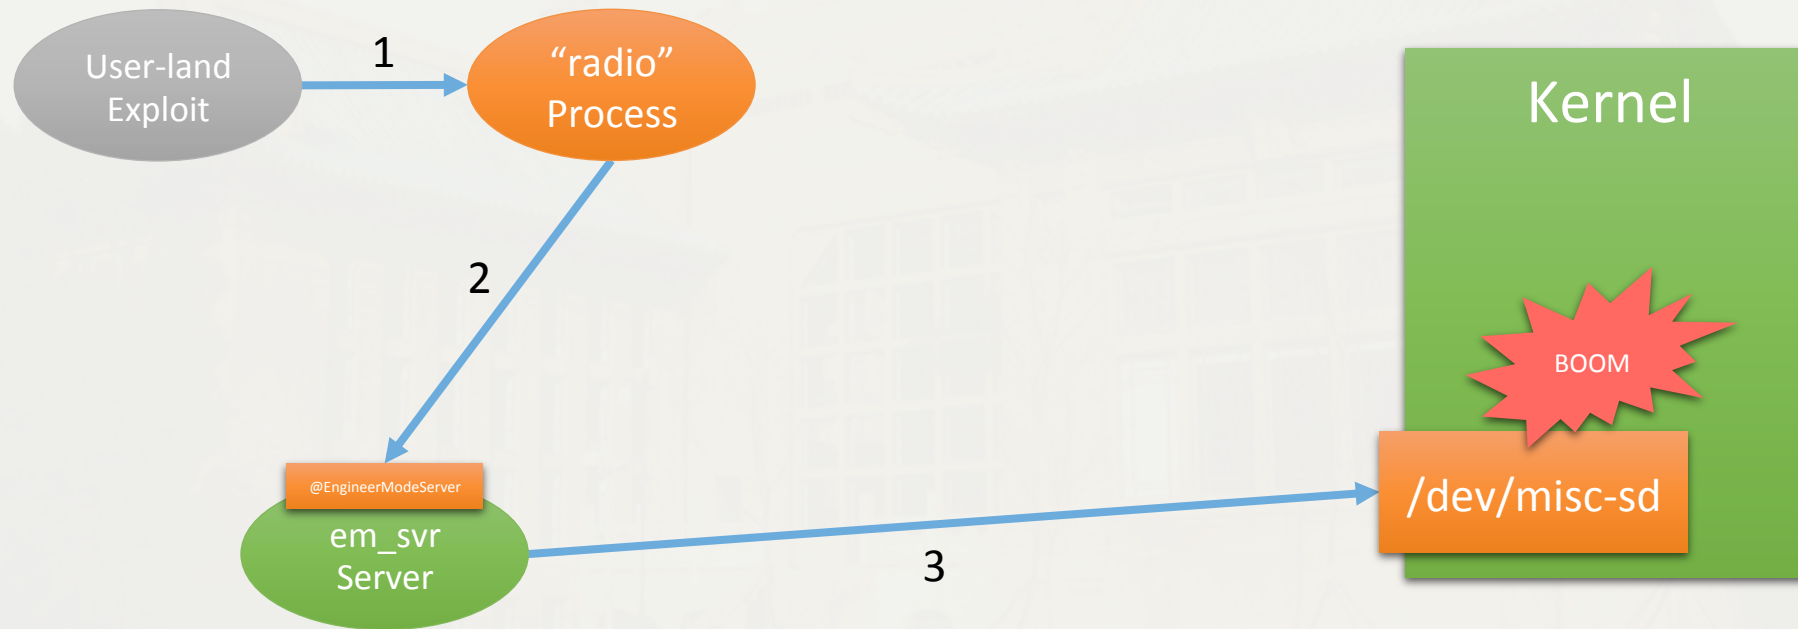 User-land
Exploit
1
“radio”
Process
Kernel
2
BOOM
@EngineerModeServer
em_svr
Server
3
/dev/misc-sd